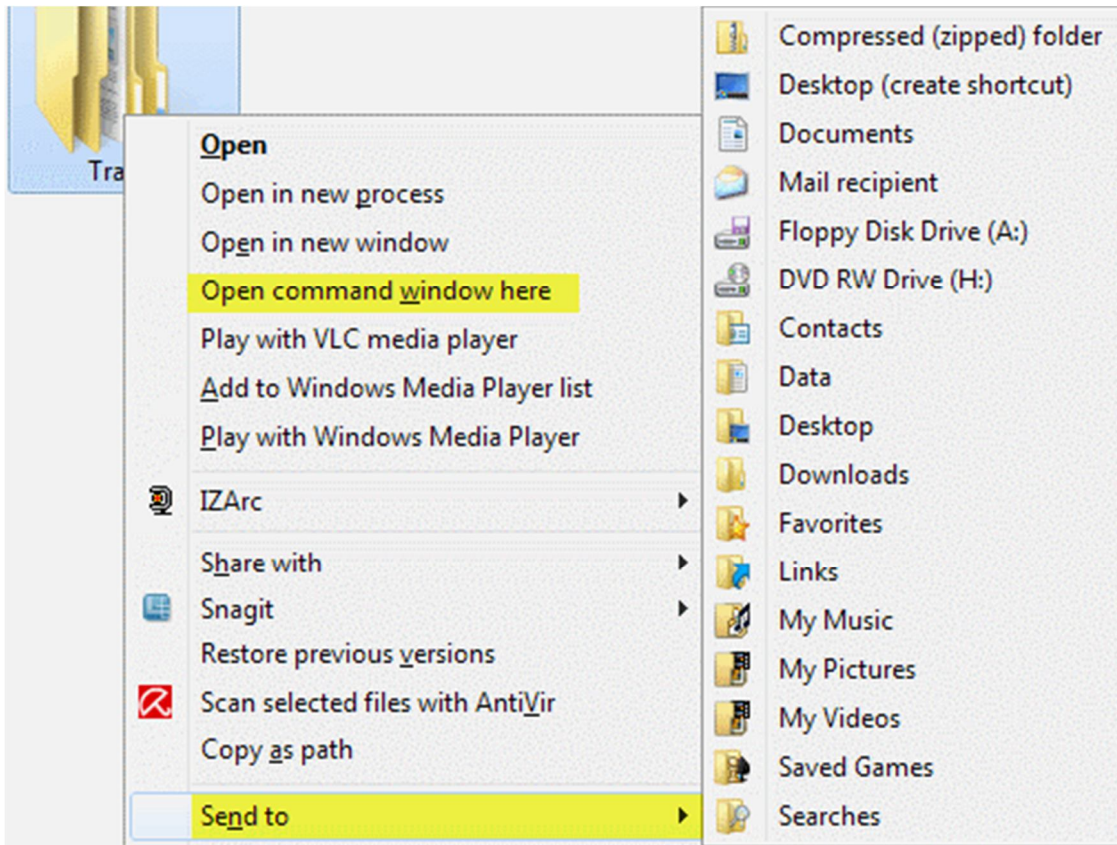 Tra
Open
Open in new process
Open in new window
Open command window here
Play with VLC media player
Add to Windows Media Player list
Play with Windows Media Player
IZArc
Share with
Snagit
Restore previous versions
Scan selected files with AntiVir
Copy as path
Send to
Compressed (zipped) folder
Desktop (create shortcut)
Documents
Mail recipient
Floppy Disk Drive (A:)
DVD RW Drive (H:)
Contacts
Data
Desktop
Downloads
Favorites
Links
My Music
My Pictures
My Videos
Saved Games
Searches